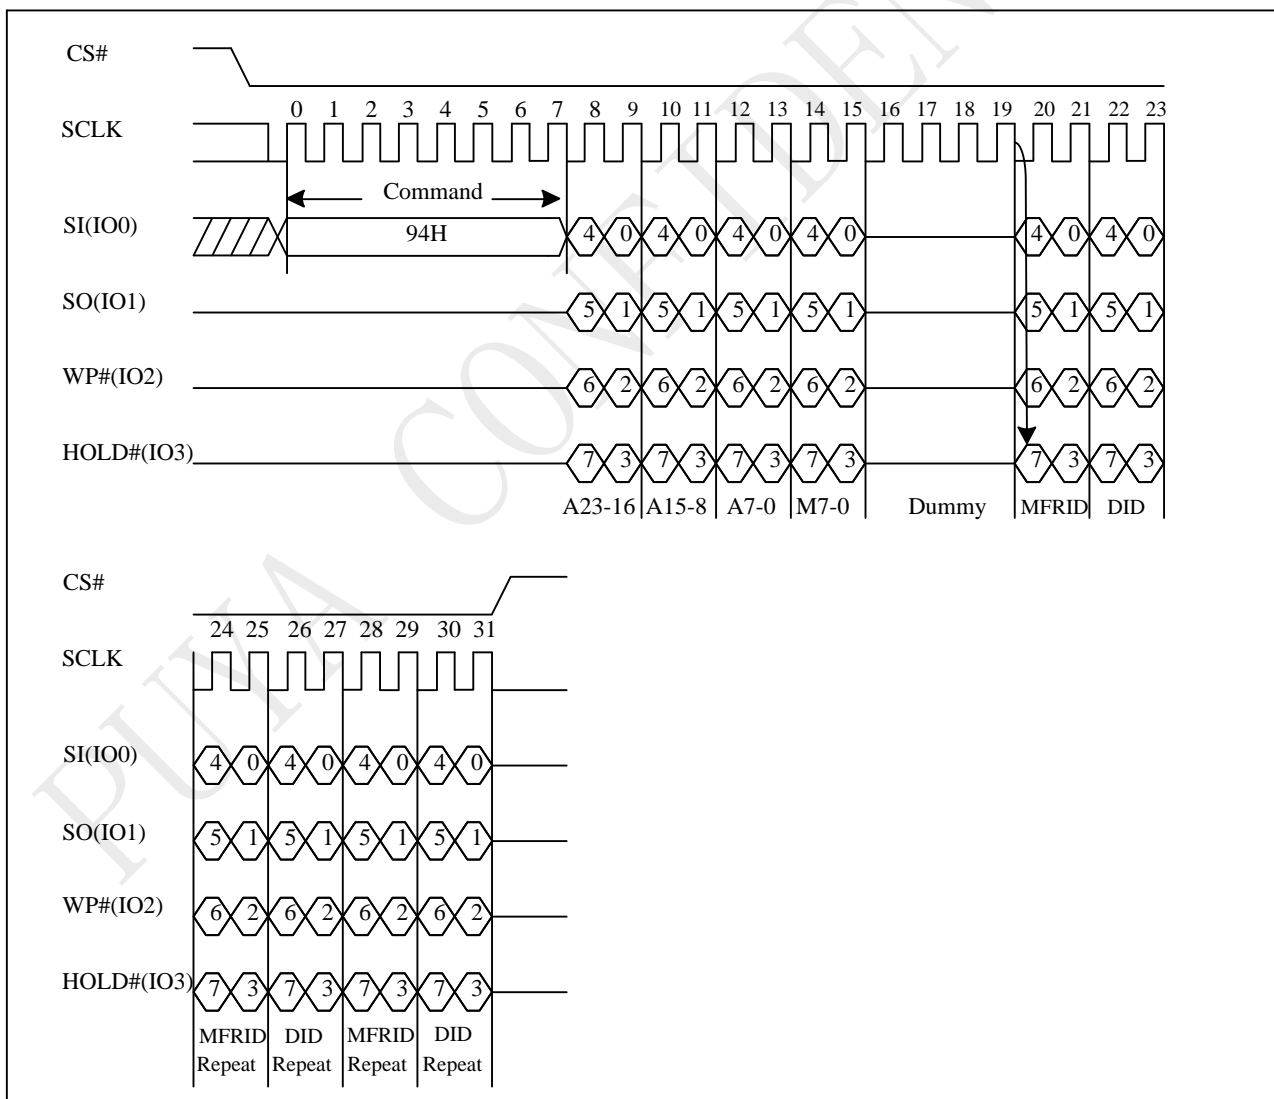 CS#
SCLK
0 1 2 3 4 5 6 7 8 9 10 11 12 13 14 15 16 17 18 19 20 21 22 23
Command
SI(IO0)
94H
4 0 4 0 4 0 4 0 4 0 4 0
SO(IO1)
5 1 5 1 5 1 5 1 5 1 5 1
WP#(IO2)
6 2 6 2 6 2 6 2 6 2 6 2
HOLD#(IO3)
7 3 7 3 7 3 7 3 7 3 7 3
A23-16 A15-8 A7-0 M7-0 Dummy MFRID DID
CS#
24 25 26 27 28 29 30 31
SCLK
SI(IO0)
4 0 4 0 4 0 4 0
SO(IO1)
5 1 5 1 5 1 5 1
WP#(IO2)
6 2 6 2 6 2 6 2
HOLD#(IO3)
7 3 7 3 7 3 7 3
MFRID DID MFRID DID
Repeat Repeat Repeat Repeat
PUYA CONFIDEN